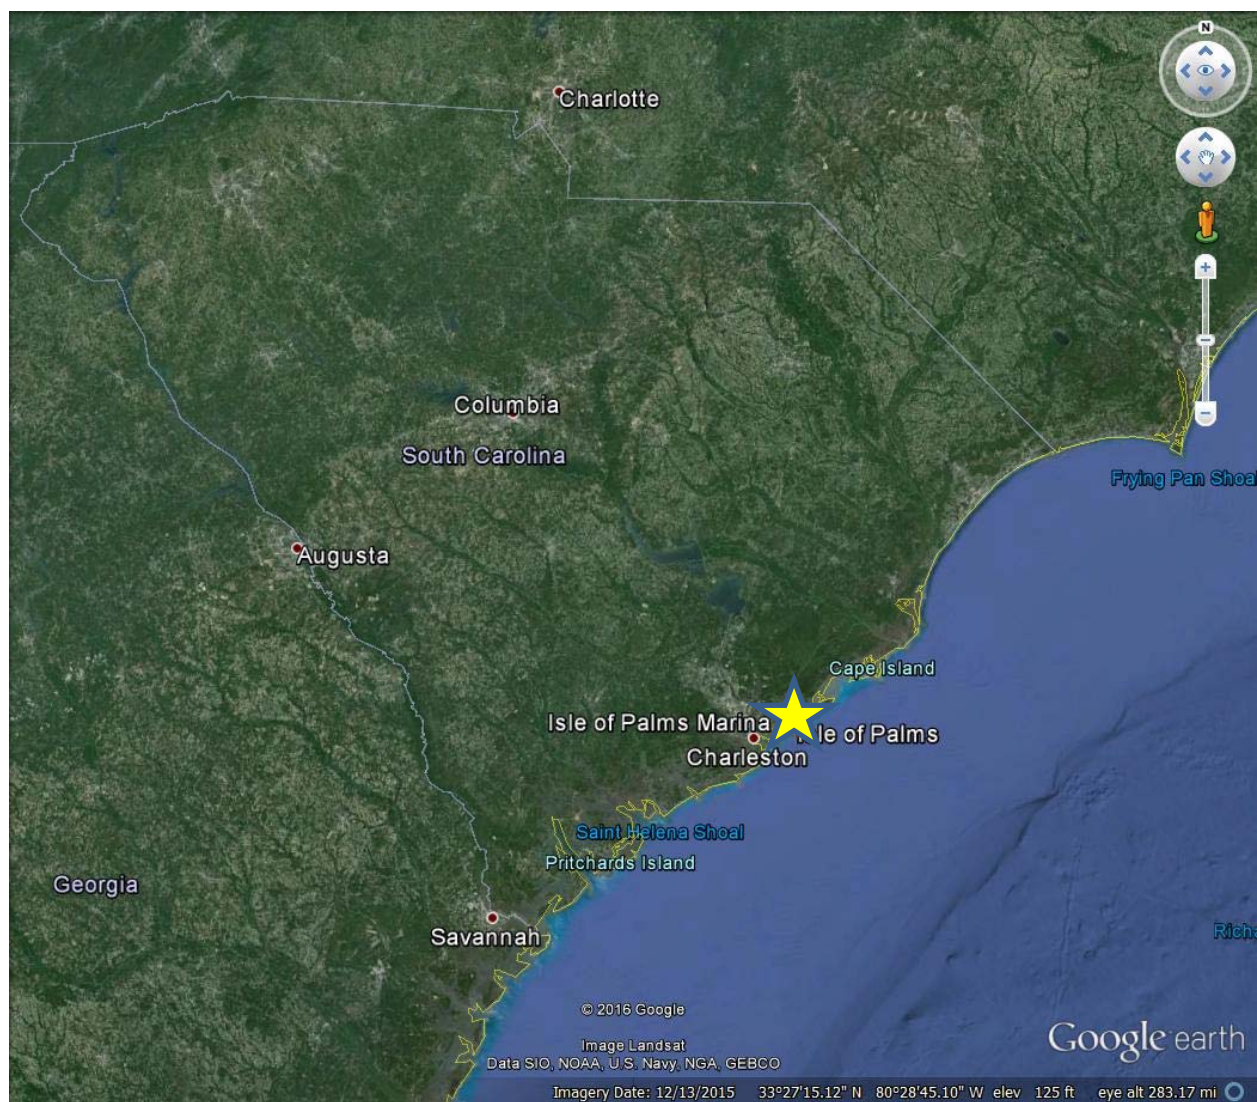 N
Charlotte
Columbia
South Carolina
Frying Pan Shoal
Augusta
Cape Island
Isle of Palms Marina
le of Palms
Charleston
Saint Helena Shoal
Pritchards Island
Georgia
Richa
Savannah
© 2016 Google
Image Landsat
Data SIO, NOAA, U.S. Navy, NGA, GEBCO
Google earth
Imagery Date: 12/13/2015 33°27'15.12" N 80°28'45.10" W elev 125 ft eye alt 283.17 mi